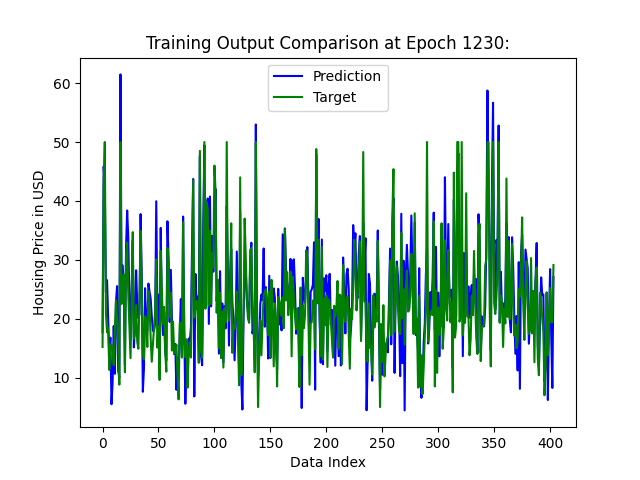 Training Output Comparison at Epoch 1230:
Prediction
Target
60
50
40
30
20
10
Housing Price in USD
0 50 100 150 200 250 300 350 400
Data Index